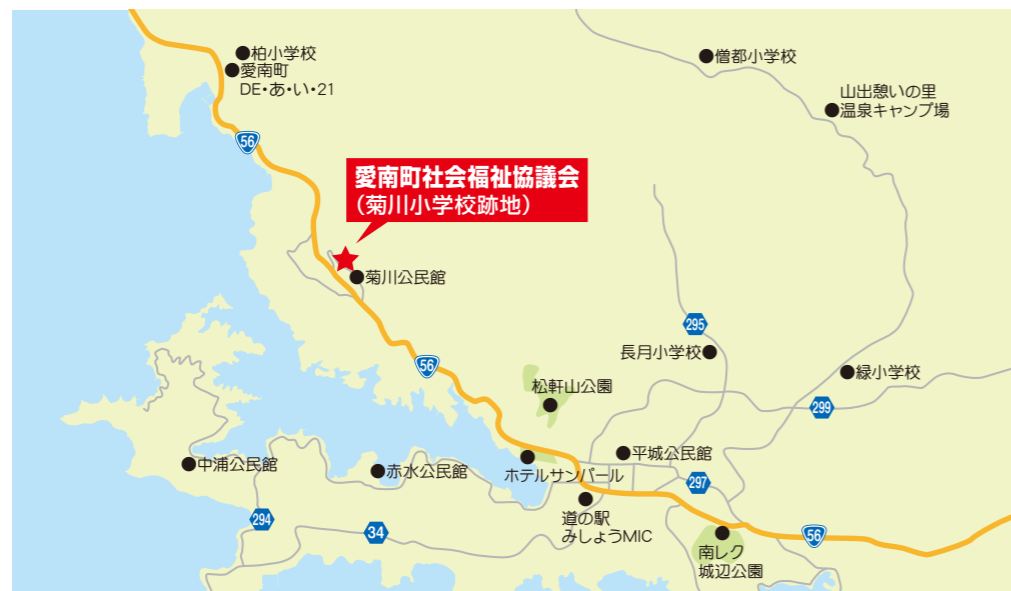 柏小学校
愛南町
DE・あ・い・21
僧都小学校
山出憩いの里
温泉キャンプ場
56
愛南町社会福祉協議会
（菊川小学校跡地）
菊川公民館
295
長月小学校
56
緑小学校
松軒山公園
299
平城公民館
中浦公民館
赤水公民館
ホテルサンパール
297
道の駅
みしょうMIC
294
34
56
南レク
城辺公園